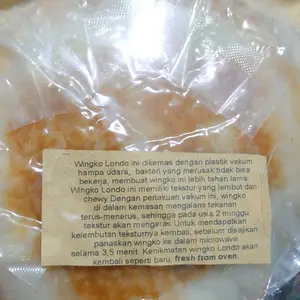 Wingko Londo ini dikemas dengan plastik vakum
hampa udara, bakteri yang merusak tidak bisa
bekerja, membuat wingko ini lebih tahan lama
Wingko Londo ini memiliki tekstur yang lembut dan
chewy Dengan perlakuan vakum ini, wingko
di dalam kemasan mengalami tekanan
terus-menerus, sehingga pada usia 2 minggu
tekstur akan mengeras. Untuk mendapatkan
kelembutan teksturnya kembali, sebelum disajikan
panaskan wingko ke dalam microwave
selama 3,5 menit. Kenikmatan wingko Londo akan
kembali seperti baru, fresh from oven